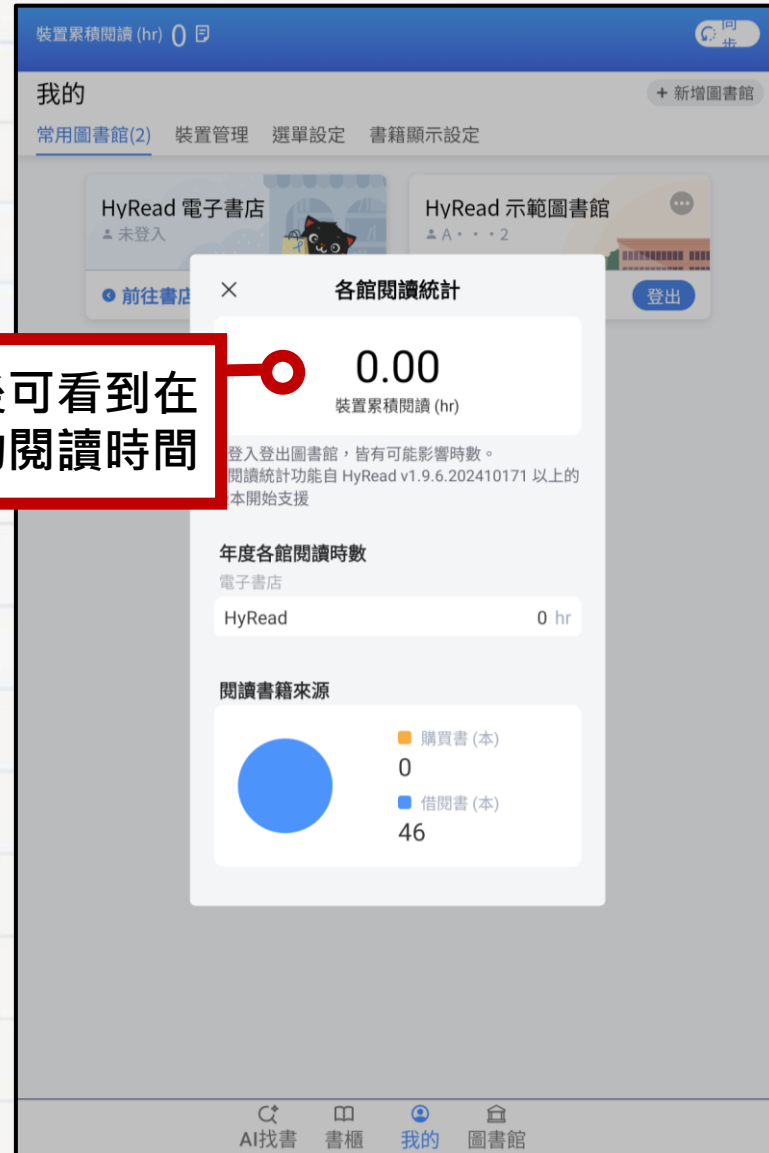 裝置累積閱讀 (hr) 0
同步
我的
+ 新增圖書館
常用圖書館(2) 裝置管理 選單設定 書籍顯示設定
HyRead 電子書店
未登入
前往書店
HyRead 示範圖書館
A・・・2
登出
各館閱讀統計
0.00
裝置累積閱讀 (hr)
後可看到在
閱讀時間
登入登出圖書館，皆有可能影響時數。
閱讀統計功能自 HyRead v1.9.6.202410171 以上的
本開始支援
年度各館閱讀時數
電子書店
HyRead 0 hr
閱讀書籍來源
購買書 (本)
0
借閱書 (本)
46
AI找書 書櫃 我的 圖書館